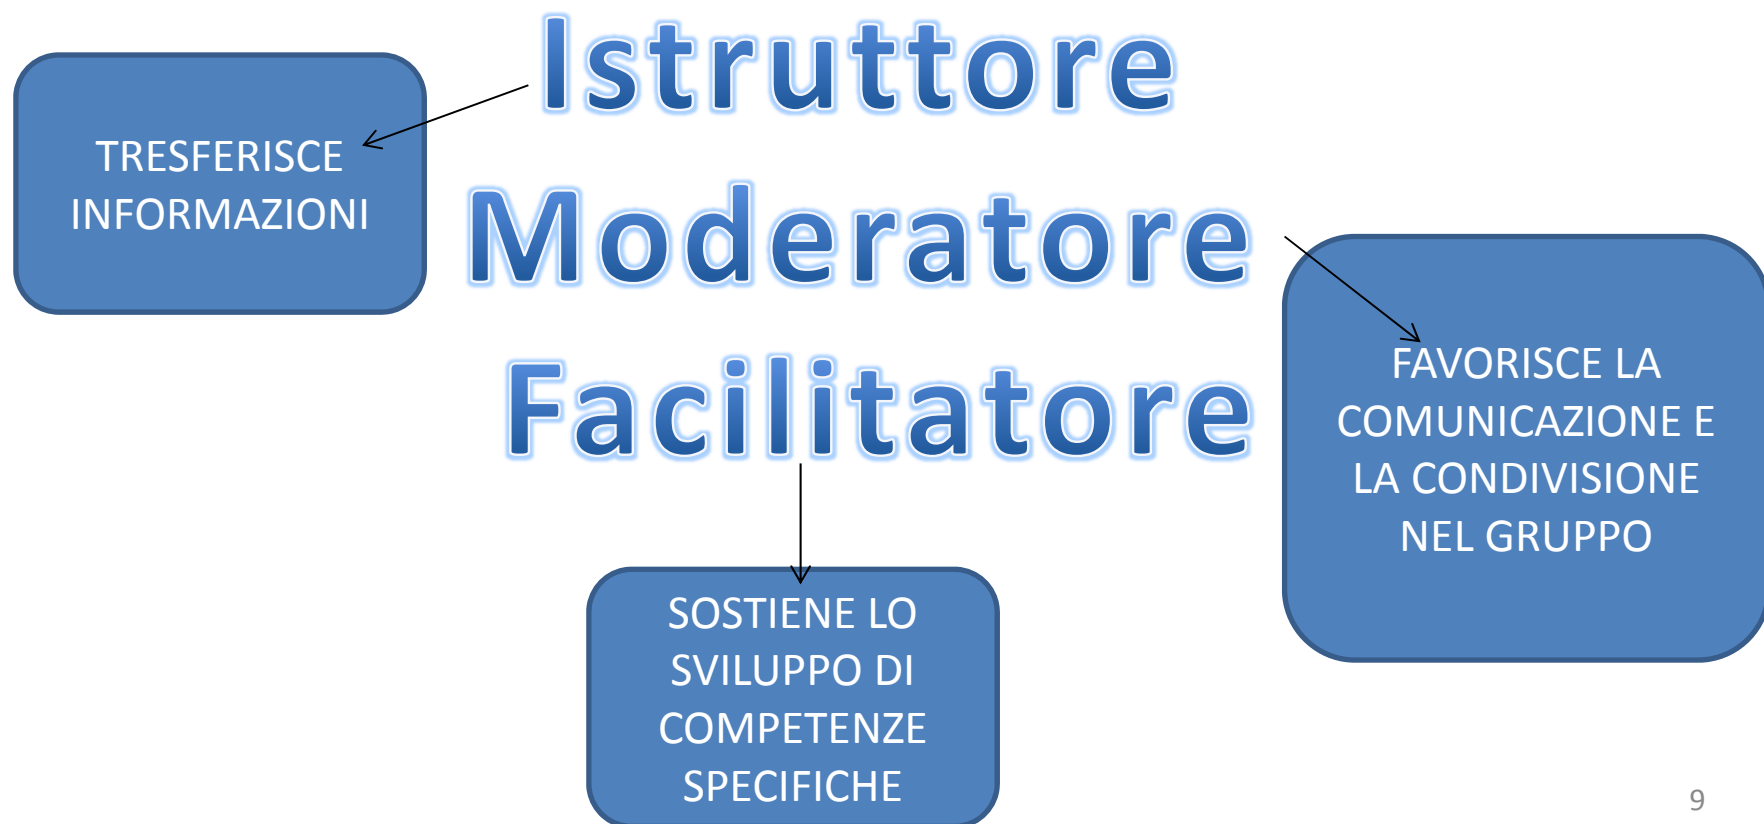 Istruttore
TRESFERISCE
INFORMAZIONI
Moderatore
FAVORISCE LA
COMUNICAZIONE E
LA CONDIVISIONE
NEL GRUPPO
Facilitatore
SOSTIENE LO
SVILUPPO DI
COMPETENZE
SPECIFICHE
9